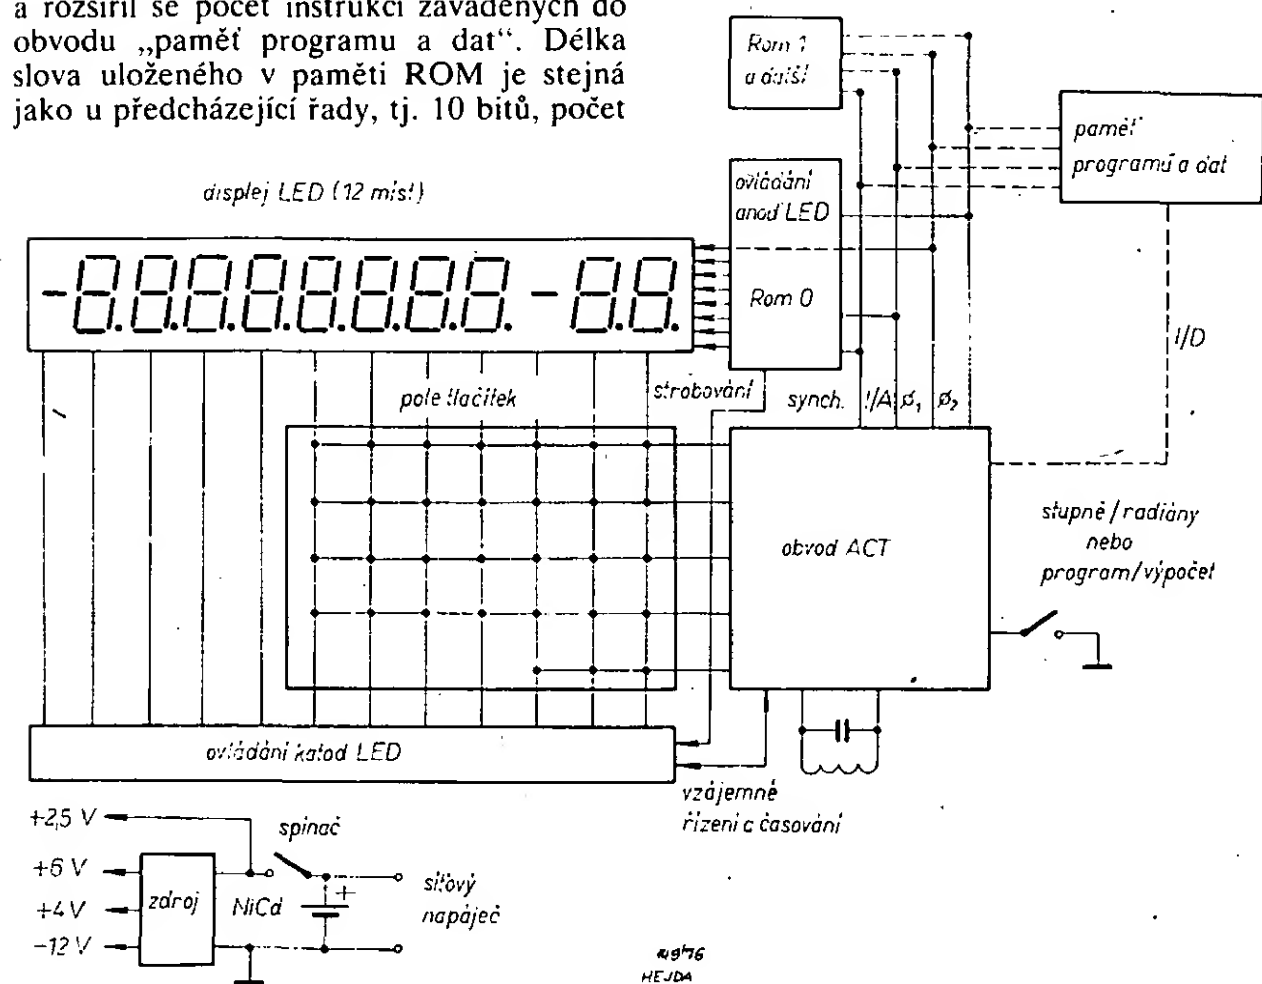 a rozšířil se počet instrukcí zaváděných do
obvodu „paměť programu a dat“. Délka
slova uloženého v paměti ROM je stejná
jako u předcházející řady, tj. 10 bitů, počet
Rom 1
a další
paměť
programů a dat
displej LED (12 míst)
ovládání
anod LED
Rom 0
I/D
pole tlačítek
strobování
synch.
I/A
ø1
ø2
obvod ACT
stupně/radiány
nebo
program/výpočet
ovládání katod LED
vzájemné
řízení a časování
+2,5 V
spínač
+6 V
zdroj
NiCd
+
síťový
napáječ
+4 V
-12 V
HEJDA